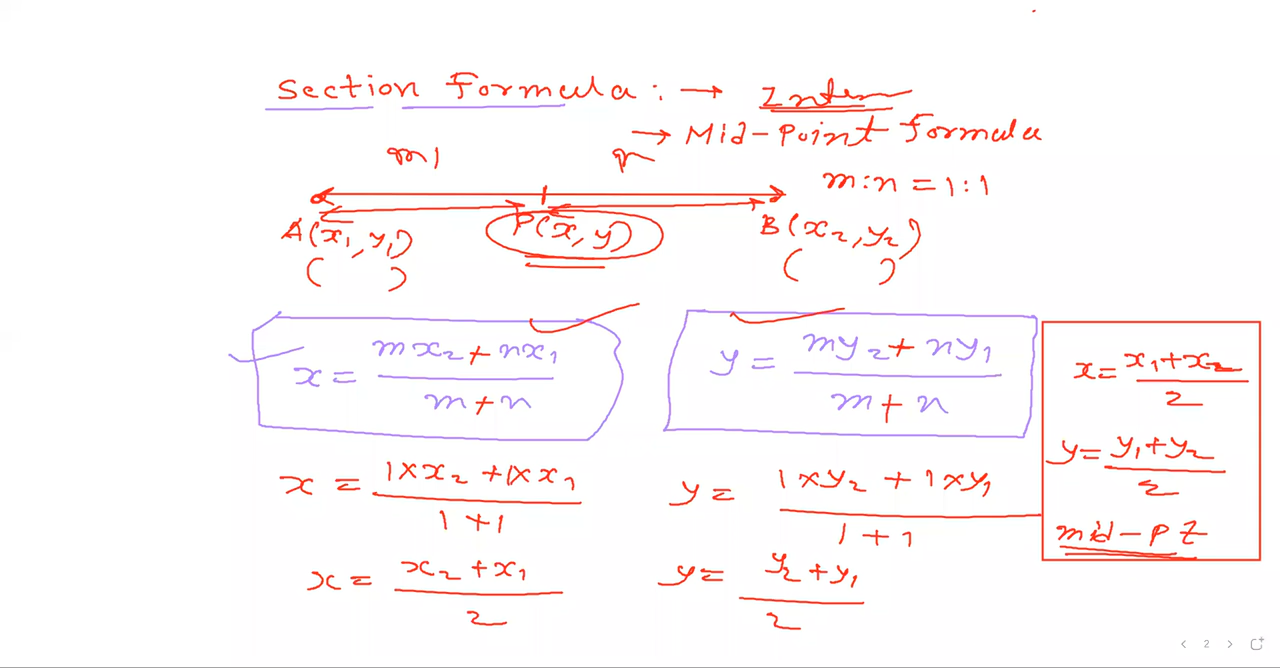 Section Formula : → Inter
→ Mid-Point Formula
m n
m:n = 1:1
A(x₁, y₁) P(x, y) B(x₂, y₂)
( ) ( )
x = (mx₂ + nx₁)/(m + n) y = (my₂ + ny₁)/(m + n)
x = (x₁ + x₂)/2
y = (y₁ + y₂)/2
mid-pt
x = (1×x₂ + 1×x₁)/(1 + 1) y = (1×y₂ + 1×y₁)/(1 + 1)
x = (x₂ + x₁)/2 y = (y₂ + y₁)/2
2